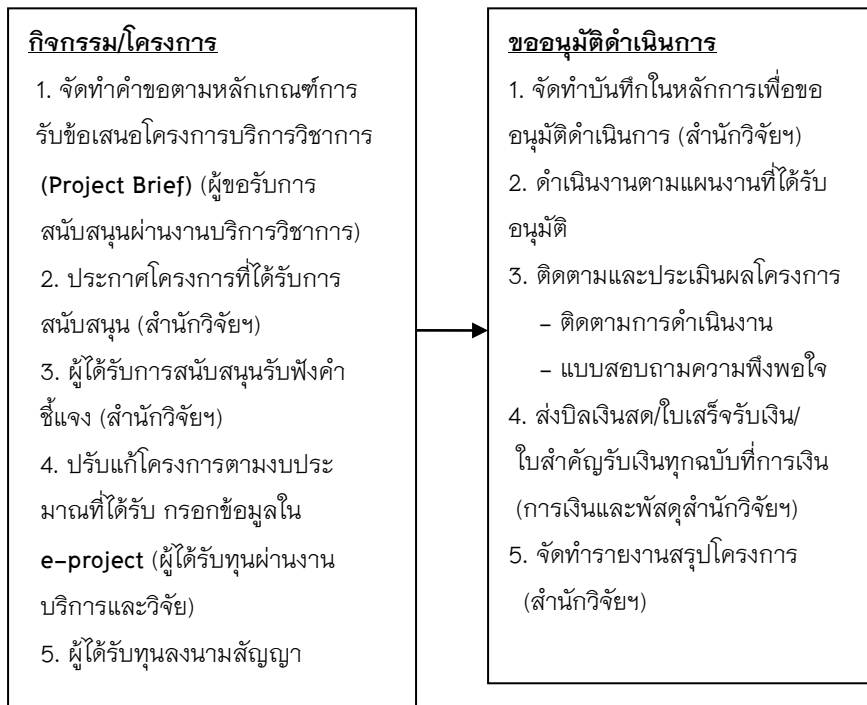 กิจกรรม/โครงการ
1. จัดทำคำขอตามหลักเกณฑ์การ
รับข้อเสนอโครงการบริการวิชาการ
(Project Brief) (ผู้ขอรับการ
สนับสนุนผ่านงานบริการวิชาการ)
2. ประกาศโครงการที่ได้รับการ
สนับสนุน (สำนักวิจัยฯ)
3. ผู้ได้รับการสนับสนุนรับฟังคำ
ชี้แจง (สำนักวิจัยฯ)
4. ปรับแก้โครงการตามงบประ
มาณที่ได้รับ กรอกข้อมูลใน
e-project (ผู้ได้รับทุนผ่านงาน
บริการและวิจัย)
5. ผู้ได้รับทุนลงนามสัญญา
ขออนุมัติดำเนินการ
1. จัดทำบันทึกในหลักการเพื่อขอ
อนุมัติดำเนินการ (สำนักวิจัยฯ)
2. ดำเนินงานตามแผนงานที่ได้รับ
อนุมัติ
3. ติดตามและประเมินผลโครงการ
- ติดตามการดำเนินงาน
- แบบสอบถามความพึงพอใจ
4. ส่งบิลเงินสด/ใบเสร็จรับเงิน/
ใบสำคัญรับเงินทุกฉบับที่การเงิน
(การเงินและพัสดุสำนักวิจัยฯ)
5. จัดทำรายงานสรุปโครงการ
(สำนักวิจัยฯ)